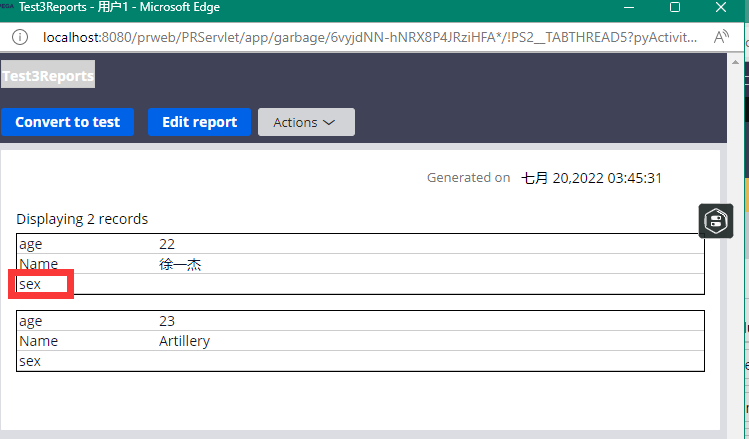 Test3Reports - 用户1 - Microsoft Edge
localhost:8080/prweb/PRServlet/app/garbage/6vyjdNN-hNRX8P4JRziHFA*/!PS2__TABTHREAD5?pyActivit...
Test3Reports
Convert to test Edit report Actions
Generated on 七月 20,2022 03:45:31
Displaying 2 records
age 22
Name 徐一杰
sex
age 23
Name Artillery
sex